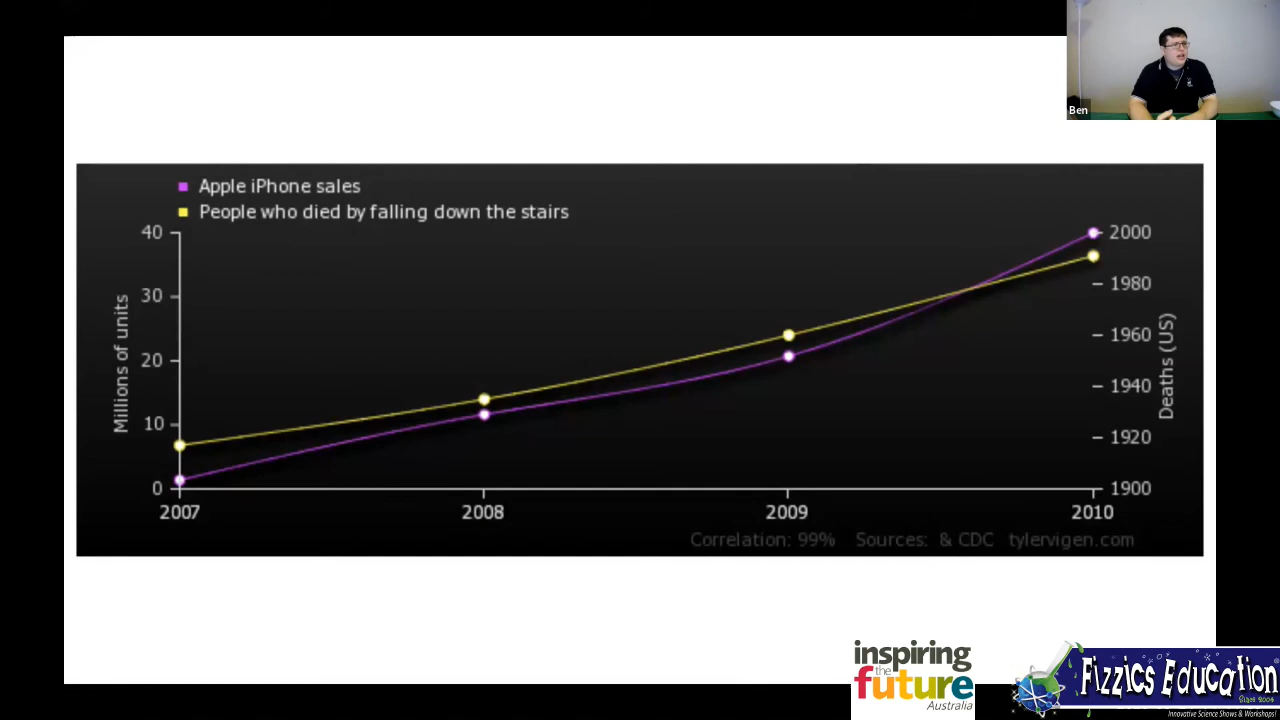 Ben
Apple iPhone sales
People who died by falling down the stairs
40
30
20
10
0
Millions of units
2000
1980
1960
1940
1920
1900
Deaths (US)
2007 2008 2009 2010
Correlation: 99% Sources: & CDC tylervigen.com
inspiring
the
future
Australia
Fizzics Education
Since 2004
Innovative Science Shows & Workshops!